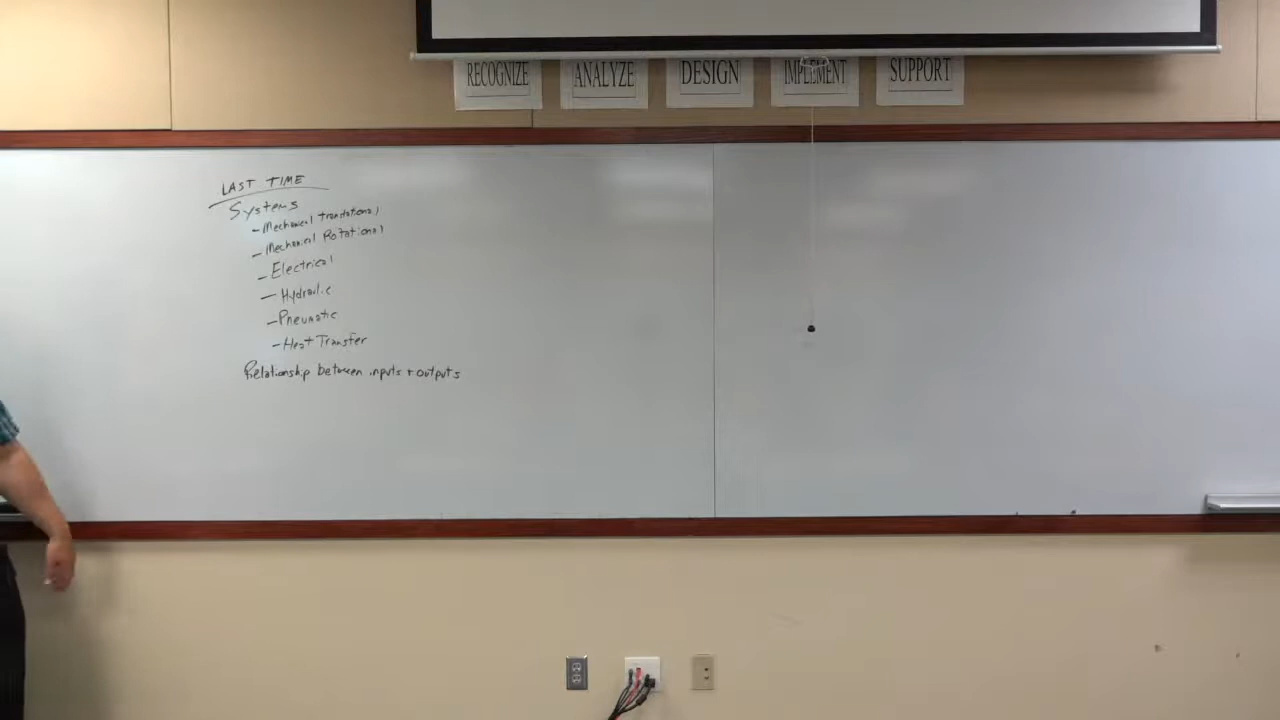 RECOGNIZE ANALYZE DESIGN IMPLEMENT SUPPORT
LAST TIME
Systems
- Mechanical Translational
- Mechanical Rotational
- Electrical
- Hydraulic
- Pneumatic
- Heat Transfer
Relationship between inputs + outputs